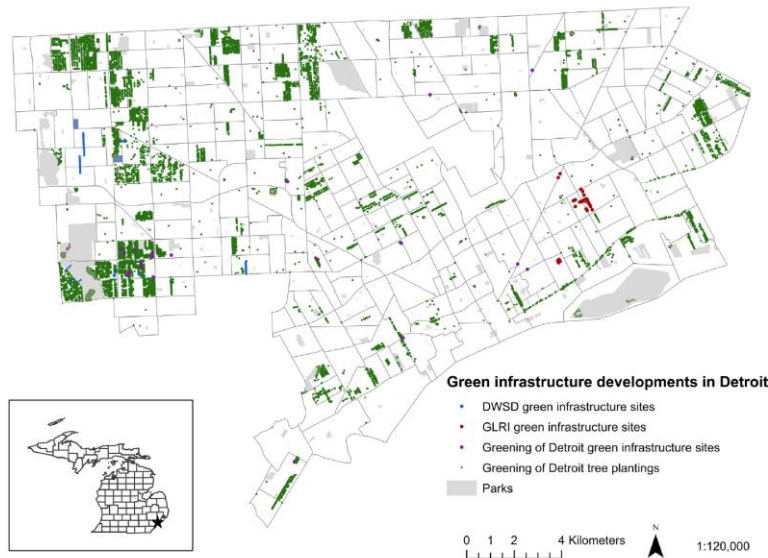 Green infrastructure developments in Detroit
DWSD green infrastructure sites
GLRI green infrastructure sites
Greening of Detroit green infrastructure sites
Greening of Detroit tree plantings
Parks
0 1 2 4 Kilometers
N
1:120,000